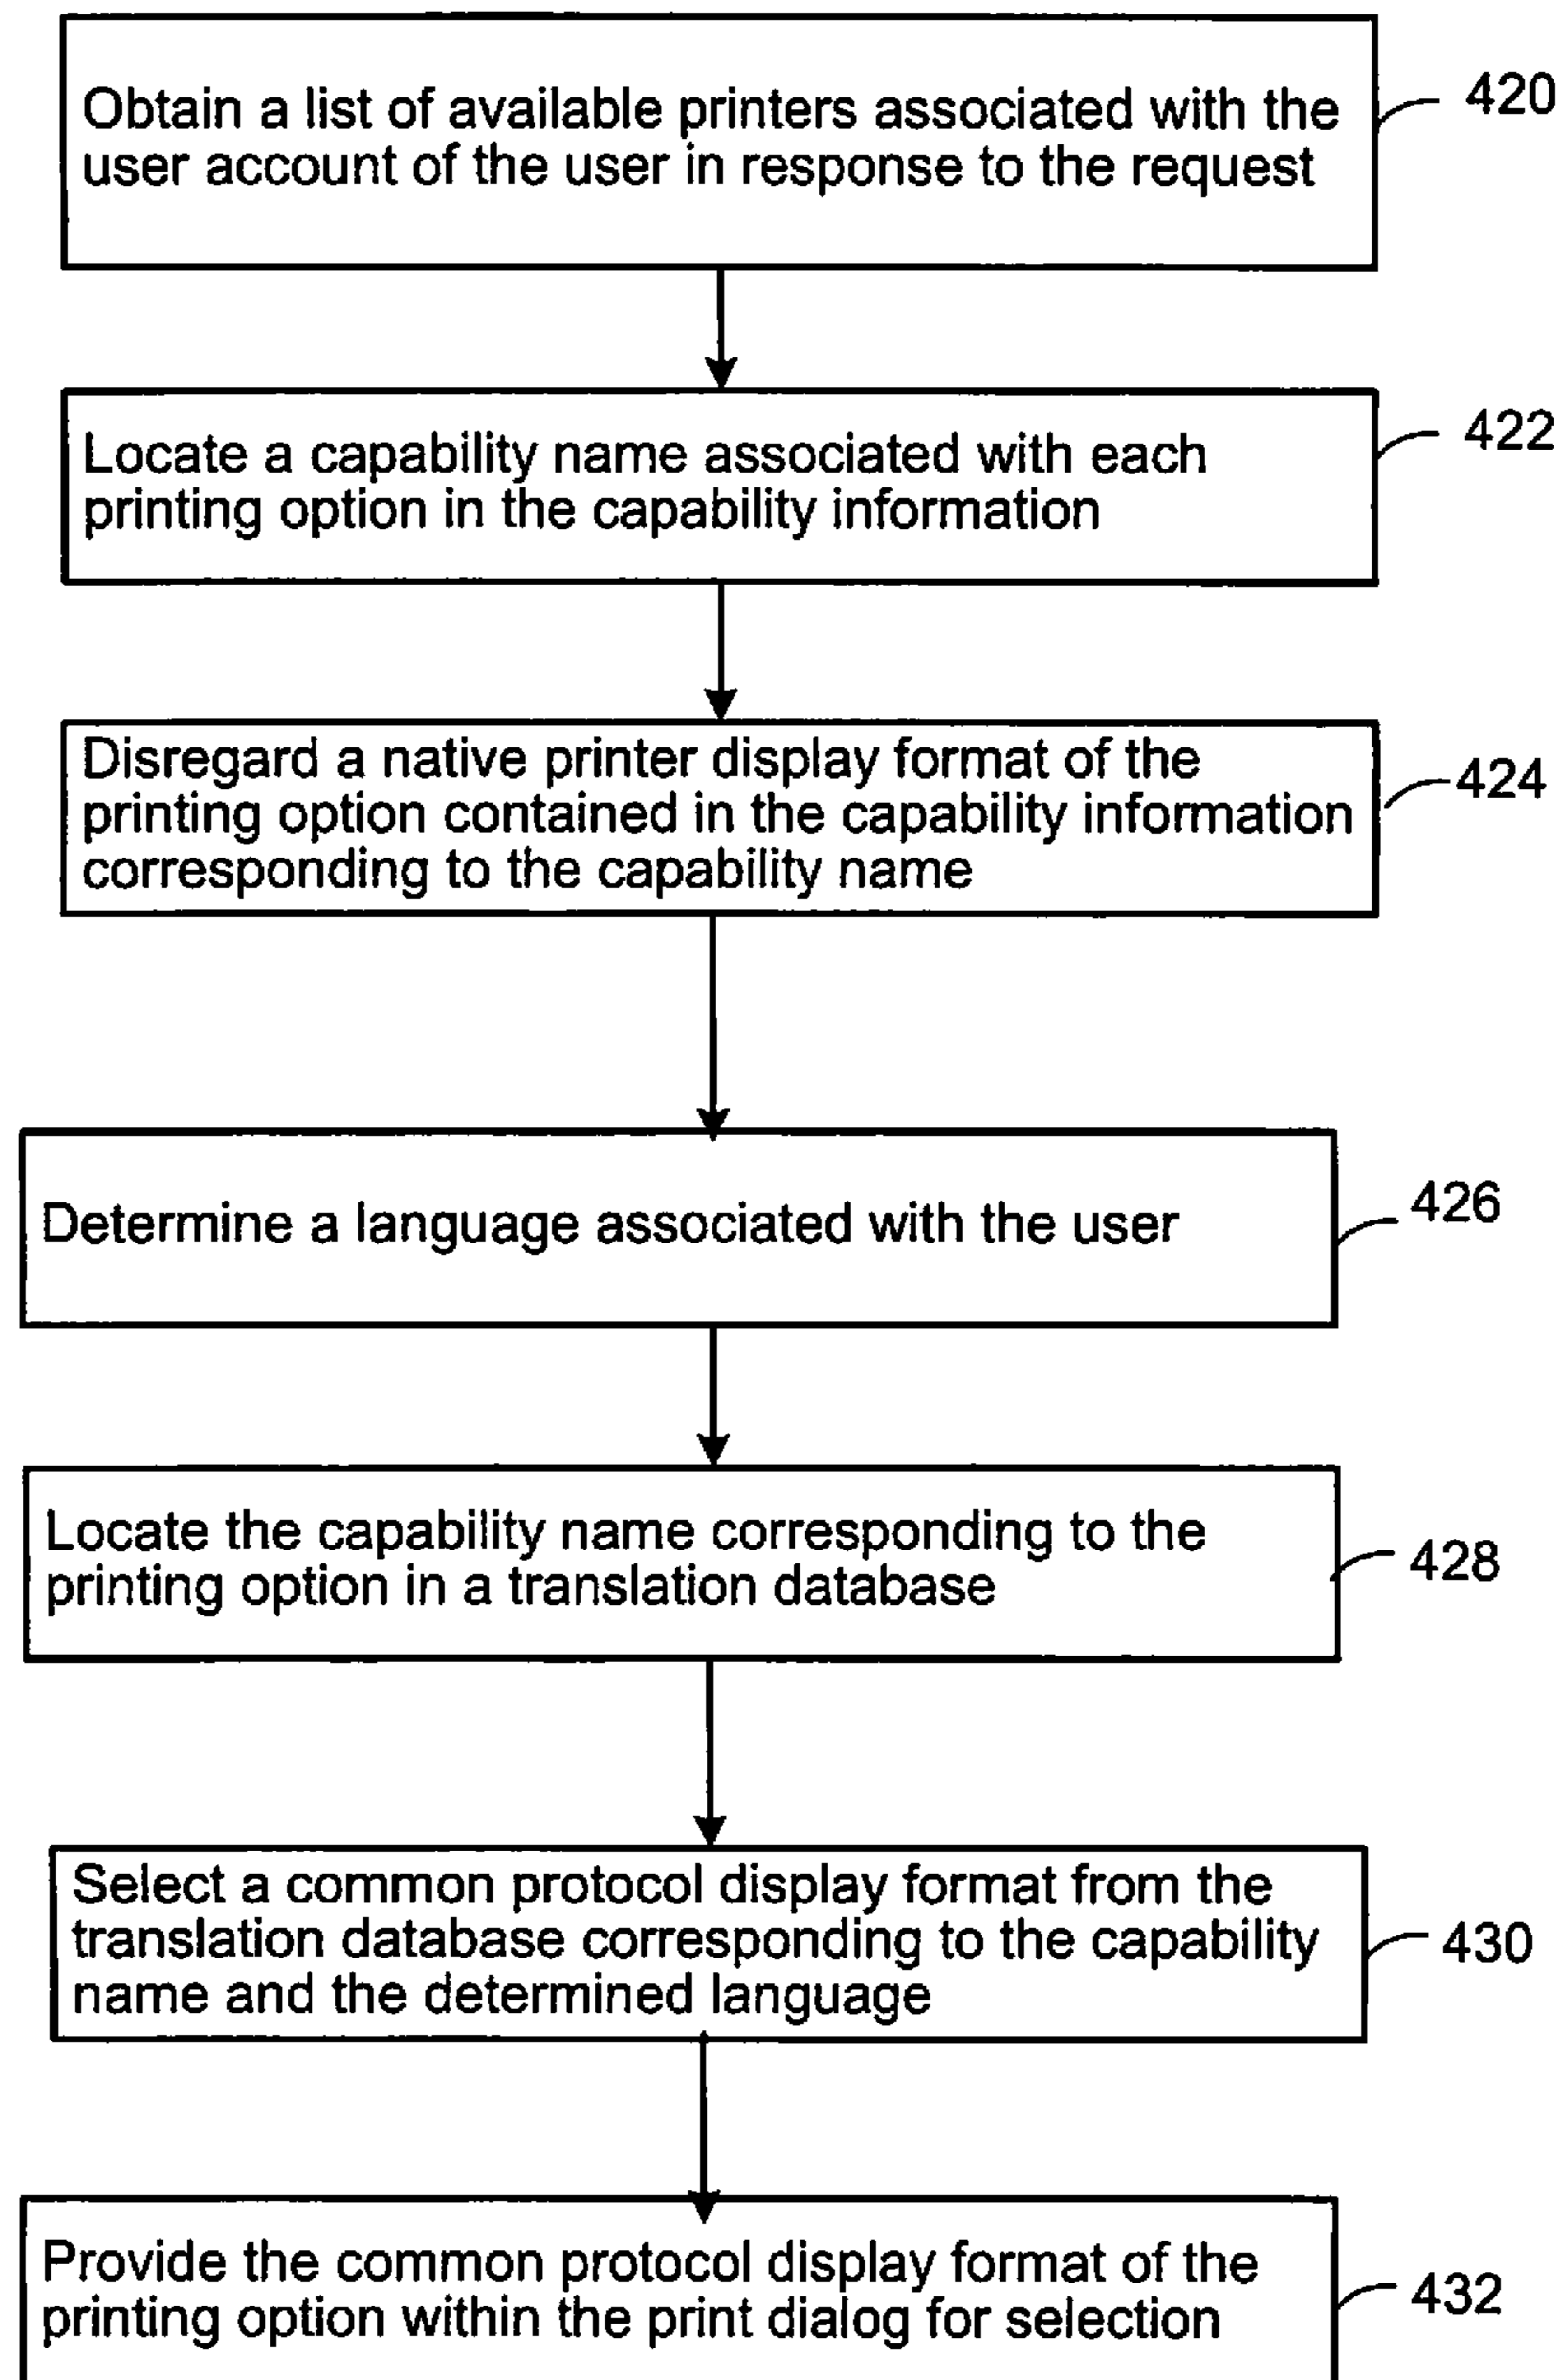 Obtain a list of available printers associated with the
user account of the user in response to the request
420
Locate a capability name associated with each
printing option in the capability information
422
Disregard a native printer display format of the
printing option contained in the capability information
corresponding to the capability name
424
Determine a language associated with the user
426
Locate the capability name corresponding to the
printing option in a translation database
428
Select a common protocol display format from the
translation database corresponding to the capability
name and the determined language
430
Provide the common protocol display format of the
printing option within the print dialog for selection
432